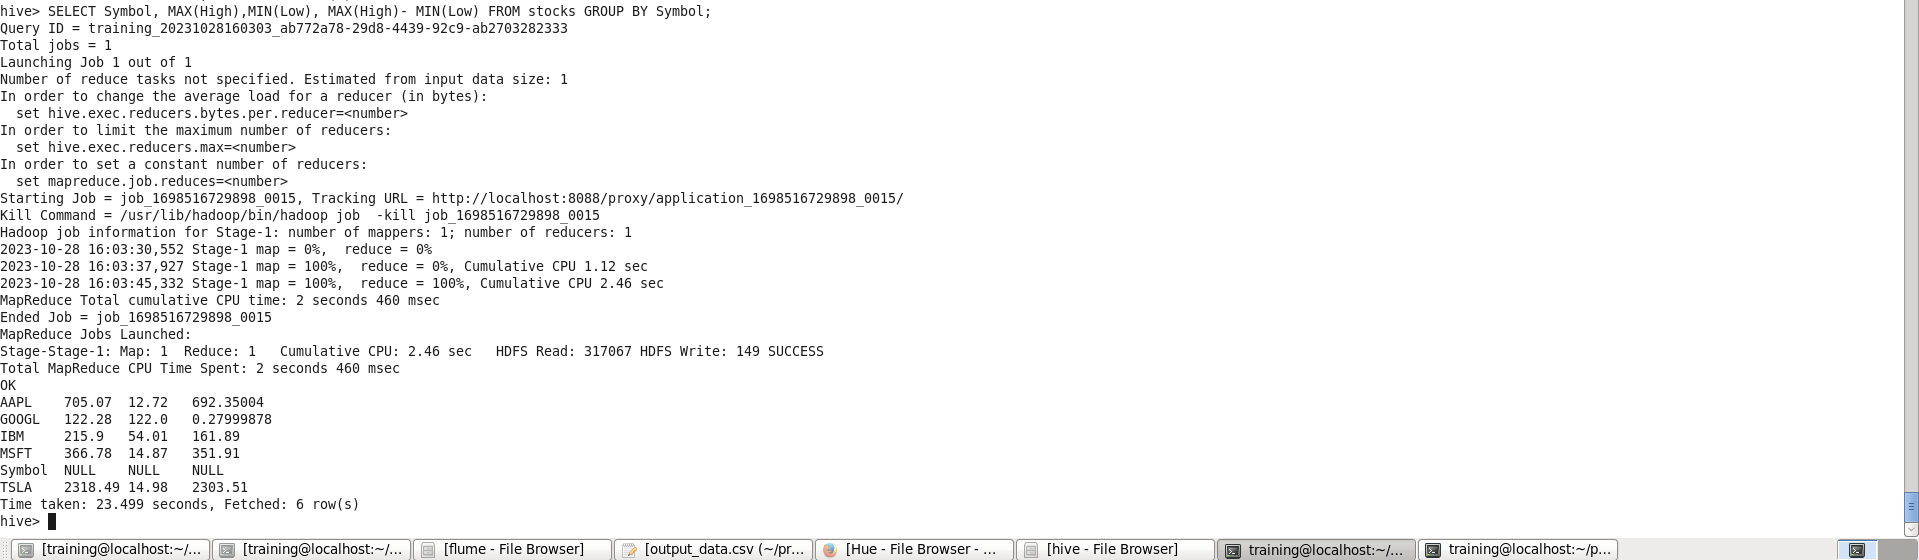 hive> SELECT Symbol, MAX(High),MIN(Low), MAX(High)- MIN(Low) FROM stocks GROUP BY Symbol;
Query ID = training_20231028160303_ab772a78-29d8-4439-92c9-ab2703282333
Total jobs = 1
Launching Job 1 out of 1
Number of reduce tasks not specified. Estimated from input data size: 1
In order to change the average load for a reducer (in bytes):
  set hive.exec.reducers.bytes.per.reducer=<number>
In order to limit the maximum number of reducers:
  set hive.exec.reducers.max=<number>
In order to set a constant number of reducers:
  set mapreduce.job.reduces=<number>
Starting Job = job_1698516729898_0015, Tracking URL = http://localhost:8088/proxy/application_1698516729898_0015/
Kill Command = /usr/lib/hadoop/bin/hadoop job  -kill job_1698516729898_0015
Hadoop job information for Stage-1: number of mappers: 1; number of reducers: 1
2023-10-28 16:03:30,552 Stage-1 map = 0%,  reduce = 0%
2023-10-28 16:03:37,927 Stage-1 map = 100%,  reduce = 0%, Cumulative CPU 1.12 sec
2023-10-28 16:03:45,332 Stage-1 map = 100%,  reduce = 100%, Cumulative CPU 2.46 sec
MapReduce Total cumulative CPU time: 2 seconds 460 msec
Ended Job = job_1698516729898_0015
MapReduce Jobs Launched:
Stage-Stage-1: Map: 1  Reduce: 1   Cumulative CPU: 2.46 sec   HDFS Read: 317067 HDFS Write: 149 SUCCESS
Total MapReduce CPU Time Spent: 2 seconds 460 msec
OK
AAPL    705.07  12.72   692.35004
GOOGL   122.28  122.0   0.27999878
IBM     215.9   54.01   161.89
MSFT    366.78  14.87   351.91
Symbol  NULL    NULL    NULL
TSLA    2318.49 14.98   2303.51
Time taken: 23.499 seconds, Fetched: 6 row(s)
hive>
[training@localhost:~/... [training@localhost:~/... [flume - File Browser] [output_data.csv (~/pr... [Hue - File Browser - ... [hive - File Browser] training@localhost:~/... training@localhost:~/p...